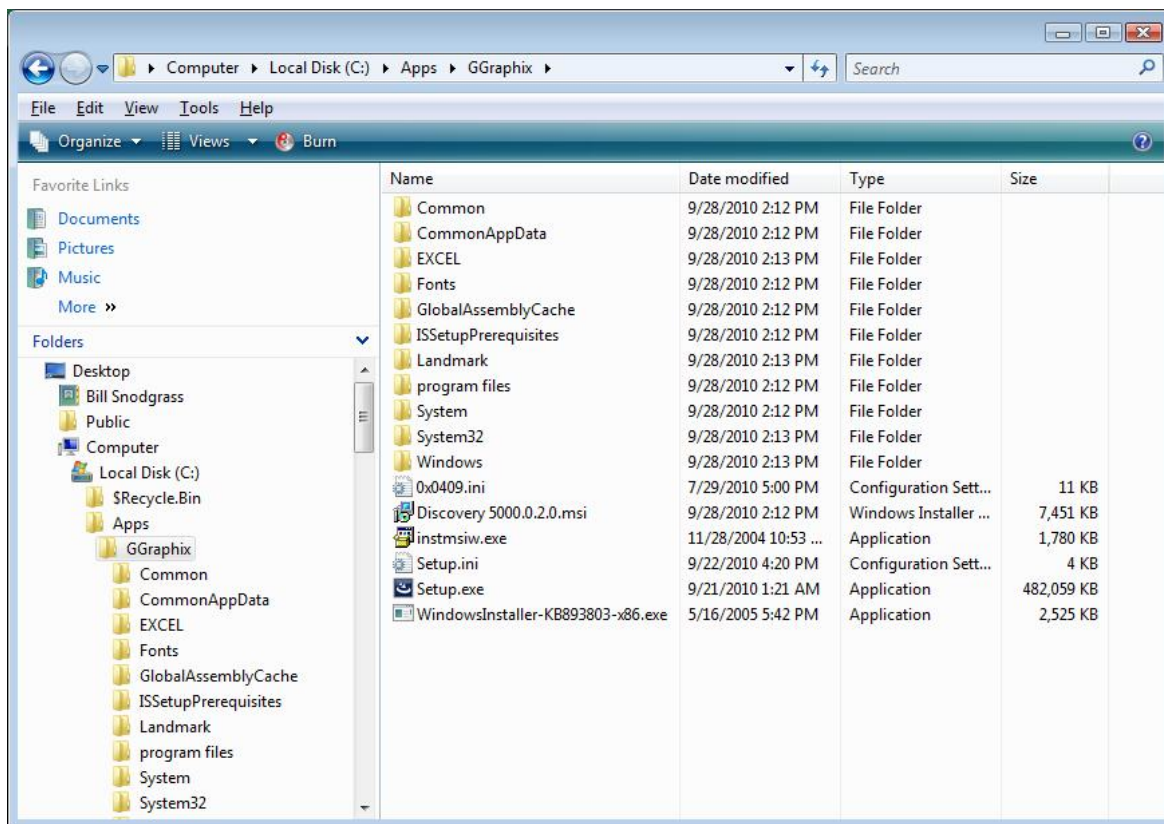 Computer Local Disk (C:) Apps GGraphix Search
File Edit View Tools Help
Organize Views Burn
Favorite Links
Documents
Pictures
Music
More »
Folders
Desktop
Bill Snodgrass
Public
Computer
Local Disk (C:)
$Recycle.Bin
Apps
GGraphix
Common
CommonAppData
EXCEL
Fonts
GlobalAssemblyCache
ISSetupPrerequisites
Landmark
program files
System
System32
Name Date modified Type Size
Common 9/28/2010 2:12 PM File Folder
CommonAppData 9/28/2010 2:12 PM File Folder
EXCEL 9/28/2010 2:13 PM File Folder
Fonts 9/28/2010 2:12 PM File Folder
GlobalAssemblyCache 9/28/2010 2:12 PM File Folder
ISSetupPrerequisites 9/28/2010 2:12 PM File Folder
Landmark 9/28/2010 2:13 PM File Folder
program files 9/28/2010 2:12 PM File Folder
System 9/28/2010 2:12 PM File Folder
System32 9/28/2010 2:13 PM File Folder
Windows 9/28/2010 2:13 PM File Folder
0x0409.ini 7/29/2010 5:00 PM Configuration Sett... 11 KB
Discovery 5000.0.2.0.msi 9/28/2010 2:12 PM Windows Installer ... 7,451 KB
instmsiw.exe 11/28/2004 10:53 ... Application 1,780 KB
Setup.ini 9/22/2010 4:20 PM Configuration Sett... 4 KB
Setup.exe 9/21/2010 1:21 AM Application 482,059 KB
WindowsInstaller-KB893803-x86.exe 5/16/2005 5:42 PM Application 2,525 KB